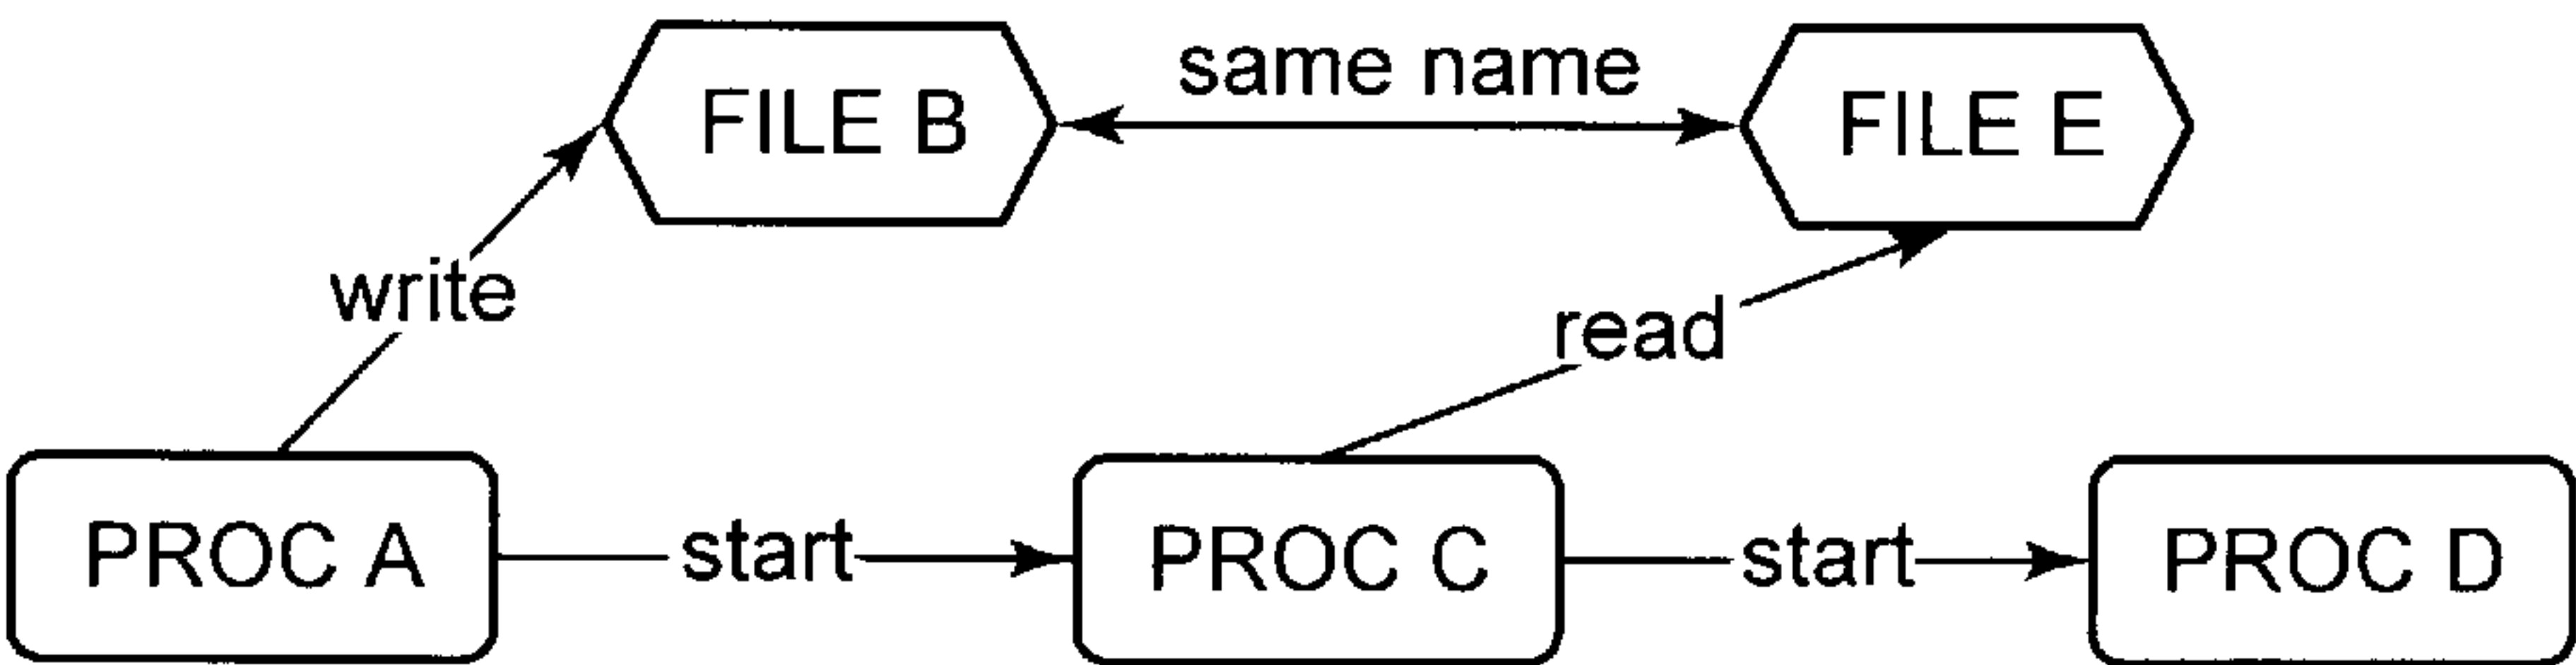 same name
FILE B
FILE E
write
read
PROC A
start
PROC C
start
PROC D